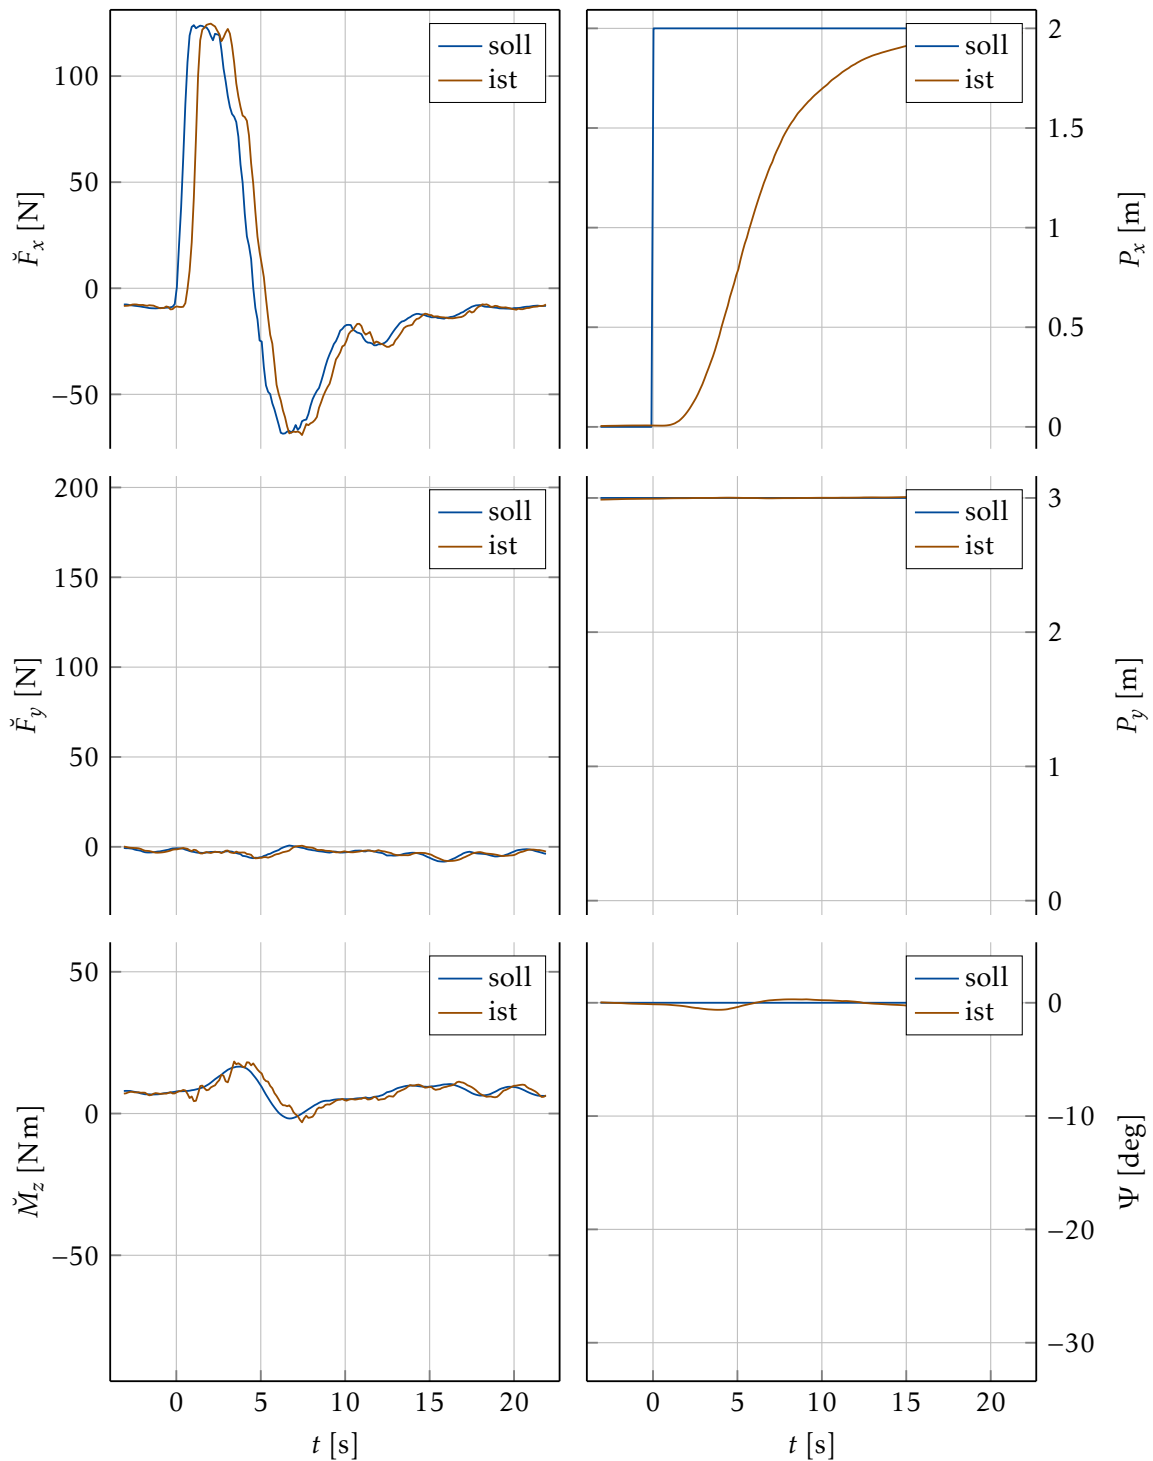 soll
ist
100
50
0
−50
F̆x [N]
soll
ist
2
1.5
1
0.5
0
Px [m]
soll
ist
200
150
100
50
0
F̆y [N]
soll
ist
3
2
1
0
Py [m]
soll
ist
50
0
−50
M̆z [Nm]
0 5 10 15 20
t [s]
soll
ist
0
−10
−20
−30
Ψ [deg]
0 5 10 15 20
t [s]